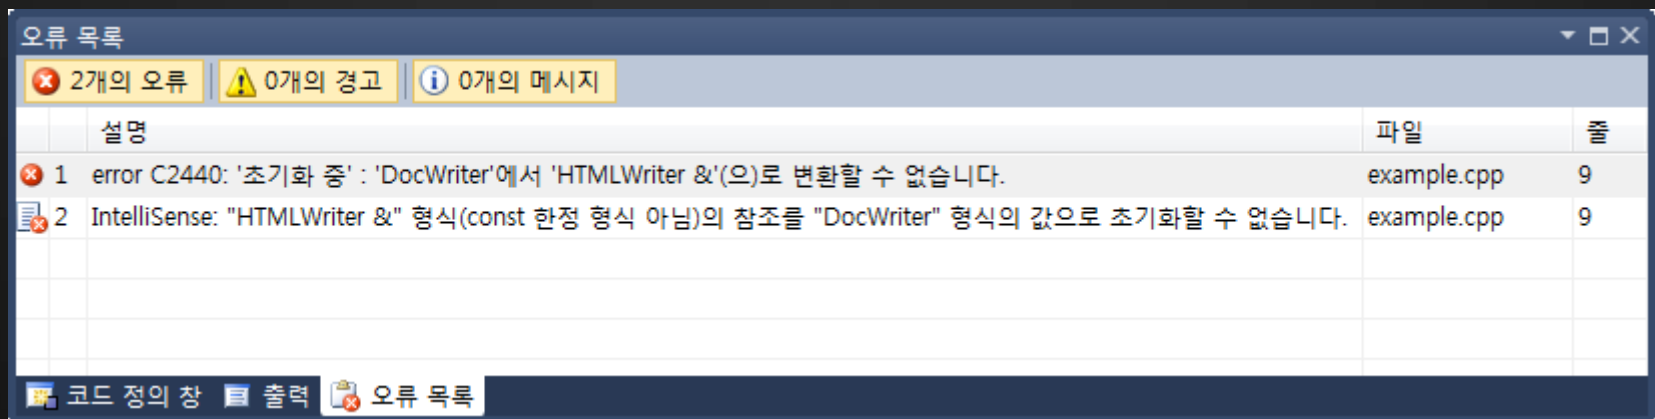 오류 목록
2개의 오류 0개의 경고 0개의 메시지
설명 파일 줄
1 error C2440: '초기화 중' : 'DocWriter'에서 'HTMLWriter &'(으)로 변환할 수 없습니다. example.cpp 9
2 IntelliSense: "HTMLWriter &" 형식(const 한정 형식 아님)의 참조를 "DocWriter" 형식의 값으로 초기화할 수 없습니다. example.cpp 9
코드 정의 창 출력 오류 목록